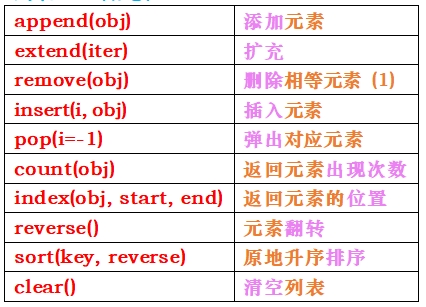 append(obj) 添加元素
extend(iter) 扩充
remove(obj) 删除相等元素 (1)
insert(i, obj) 插入元素
pop(i=-1) 弹出对应元素
count(obj) 返回元素出现次数
index(obj, start, end) 返回元素的位置
reverse() 元素翻转
sort(key, reverse) 原地升序排序
clear() 清空列表